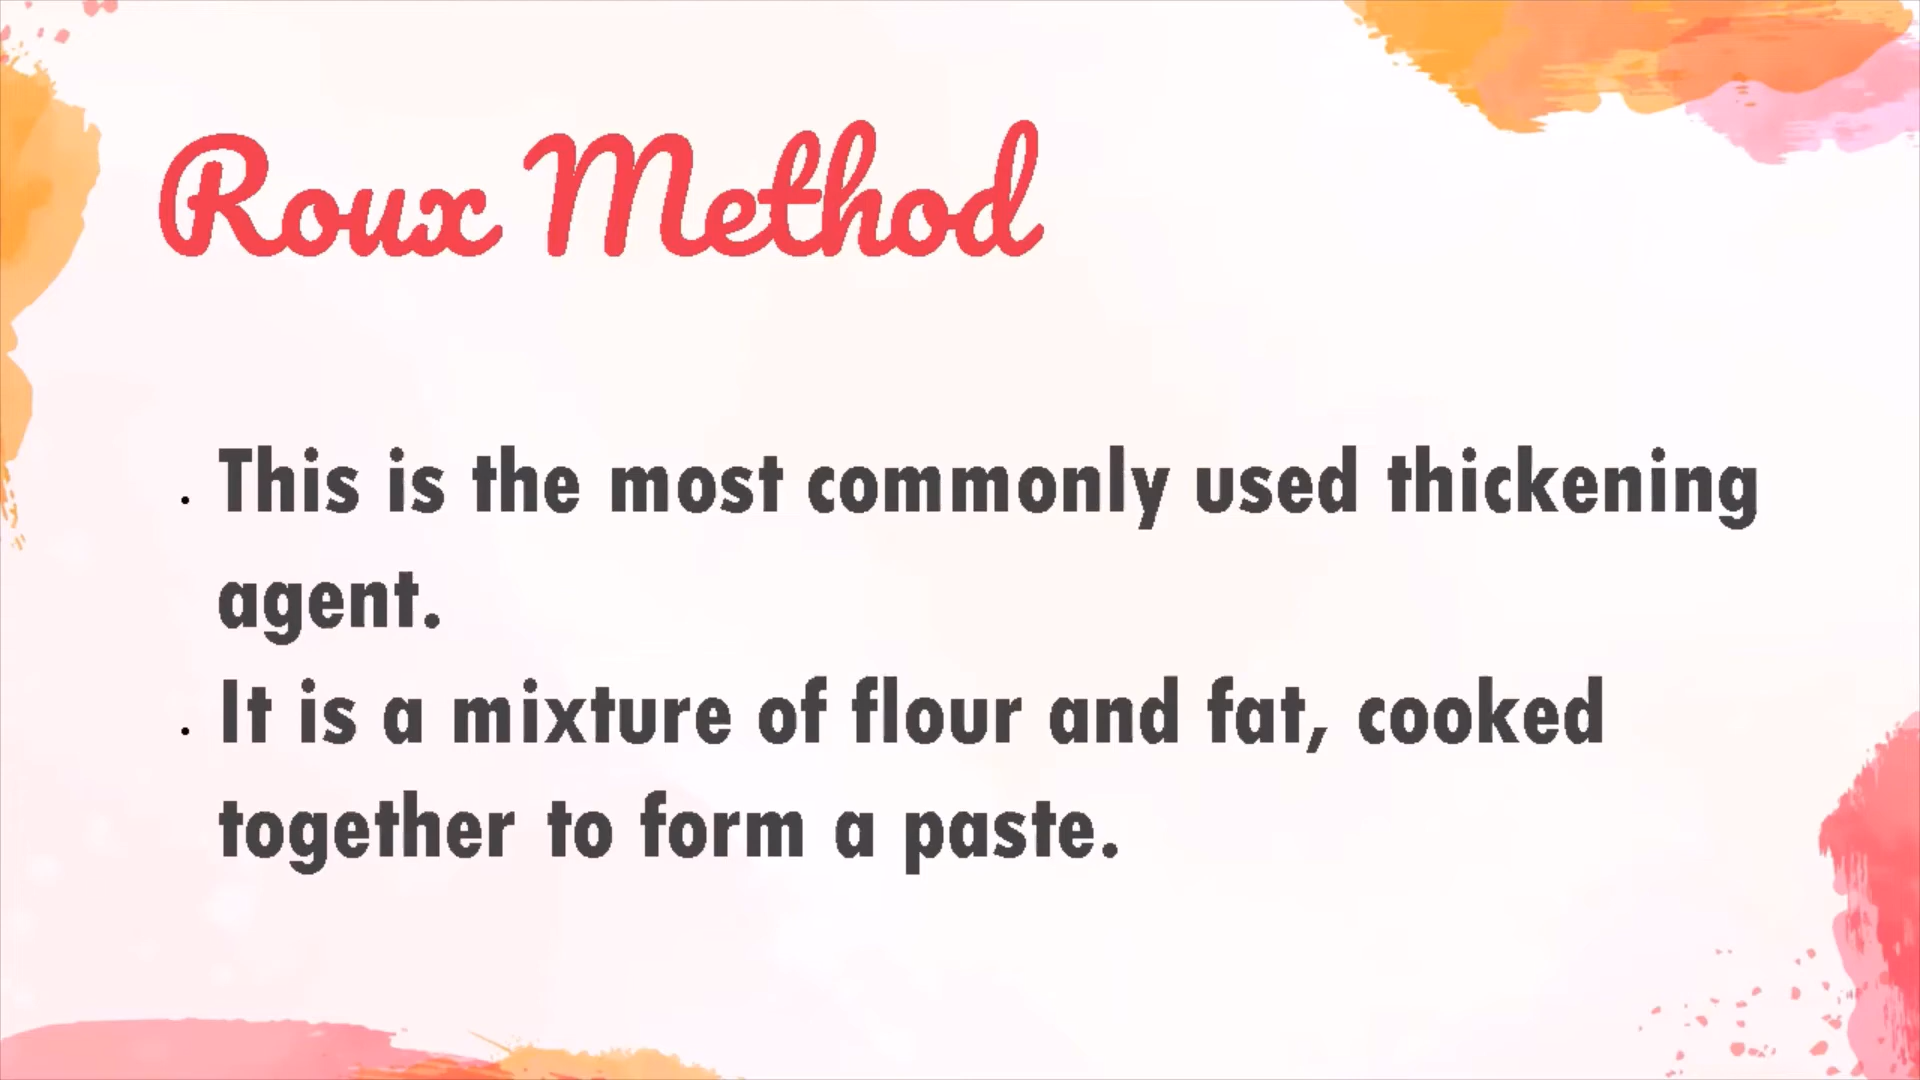 Roux Method
. This is the most commonly used thickening
agent.
. It is a mixture of flour and fat, cooked
together to form a paste.